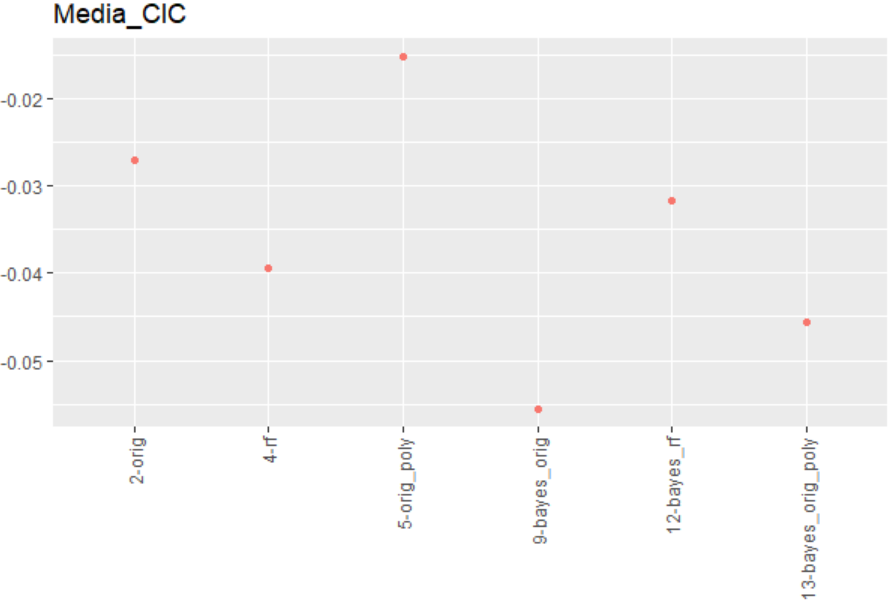 Media_CIC
-0.02
-0.03
-0.04
-0.05
2-orig
4-rf
5-orig_poly
9-bayes_orig
12-bayes_rf
13-bayes_orig_poly